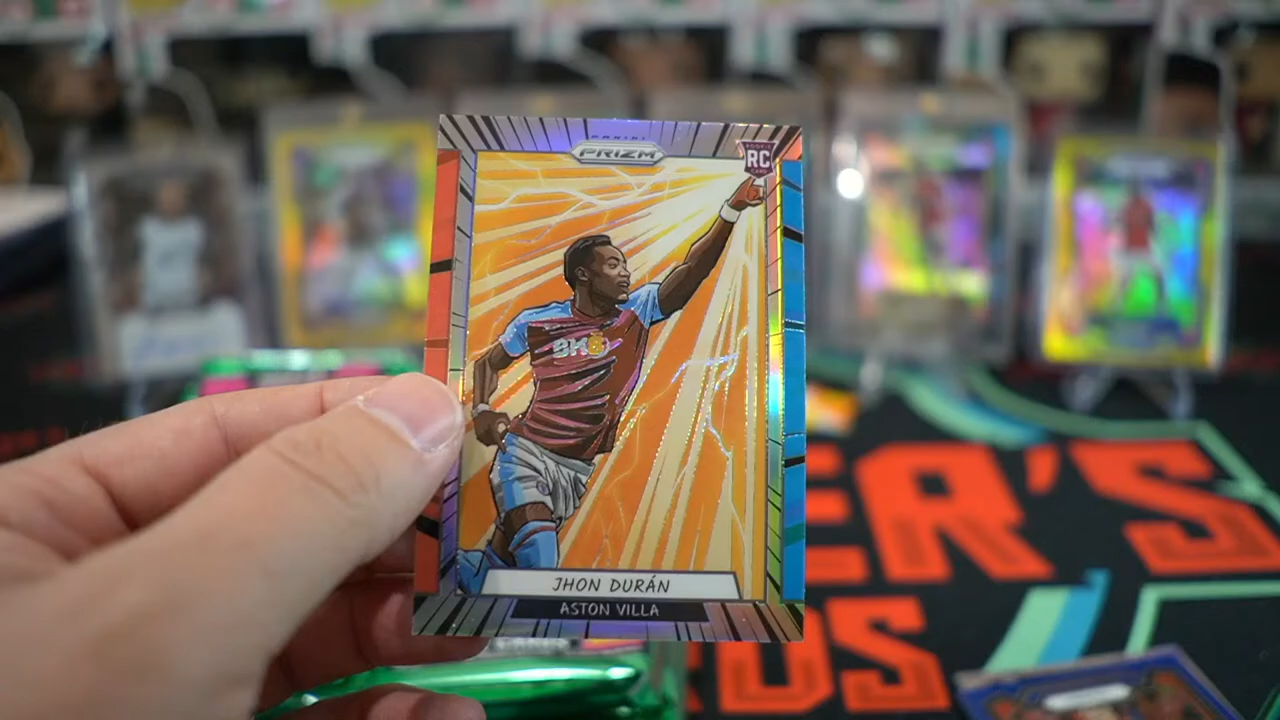 PANINI
PRIZM
ROOKIE
RC
CARD
BK8
JHON DURÁN
ASTON VILLA
ER'S
DS